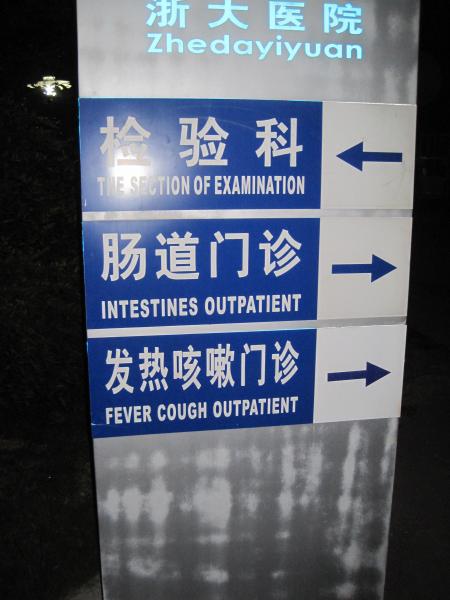 浙大医院
Zhedayiyuan
检验科
THE SECTION OF EXAMINATION
肠道门诊
INTESTINES OUTPATIENT
发热咳嗽门诊
FEVER COUGH OUTPATIENT